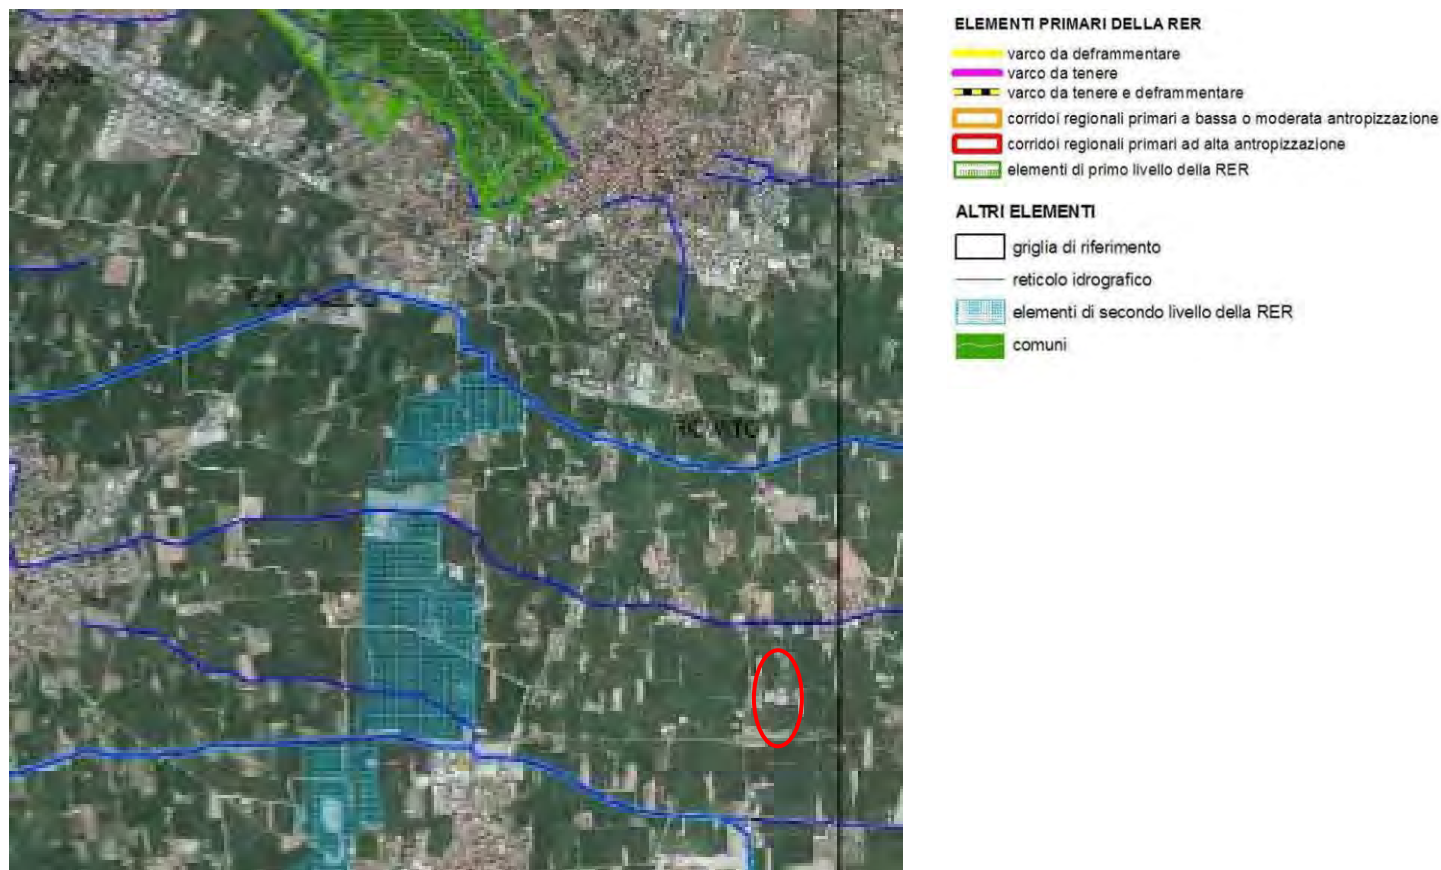 ELEMENTI PRIMARI DELLA RER
varco da deframmentare
varco da tenere
varco da tenere e deframmentare
corridoi regionali primari a bassa o moderata antropizzazione
corridoi regionali primari ad alta antropizzazione
elementi di primo livello della RER
ALTRI ELEMENTI
griglia di riferimento
reticolo idrografico
elementi di secondo livello della RER
comuni